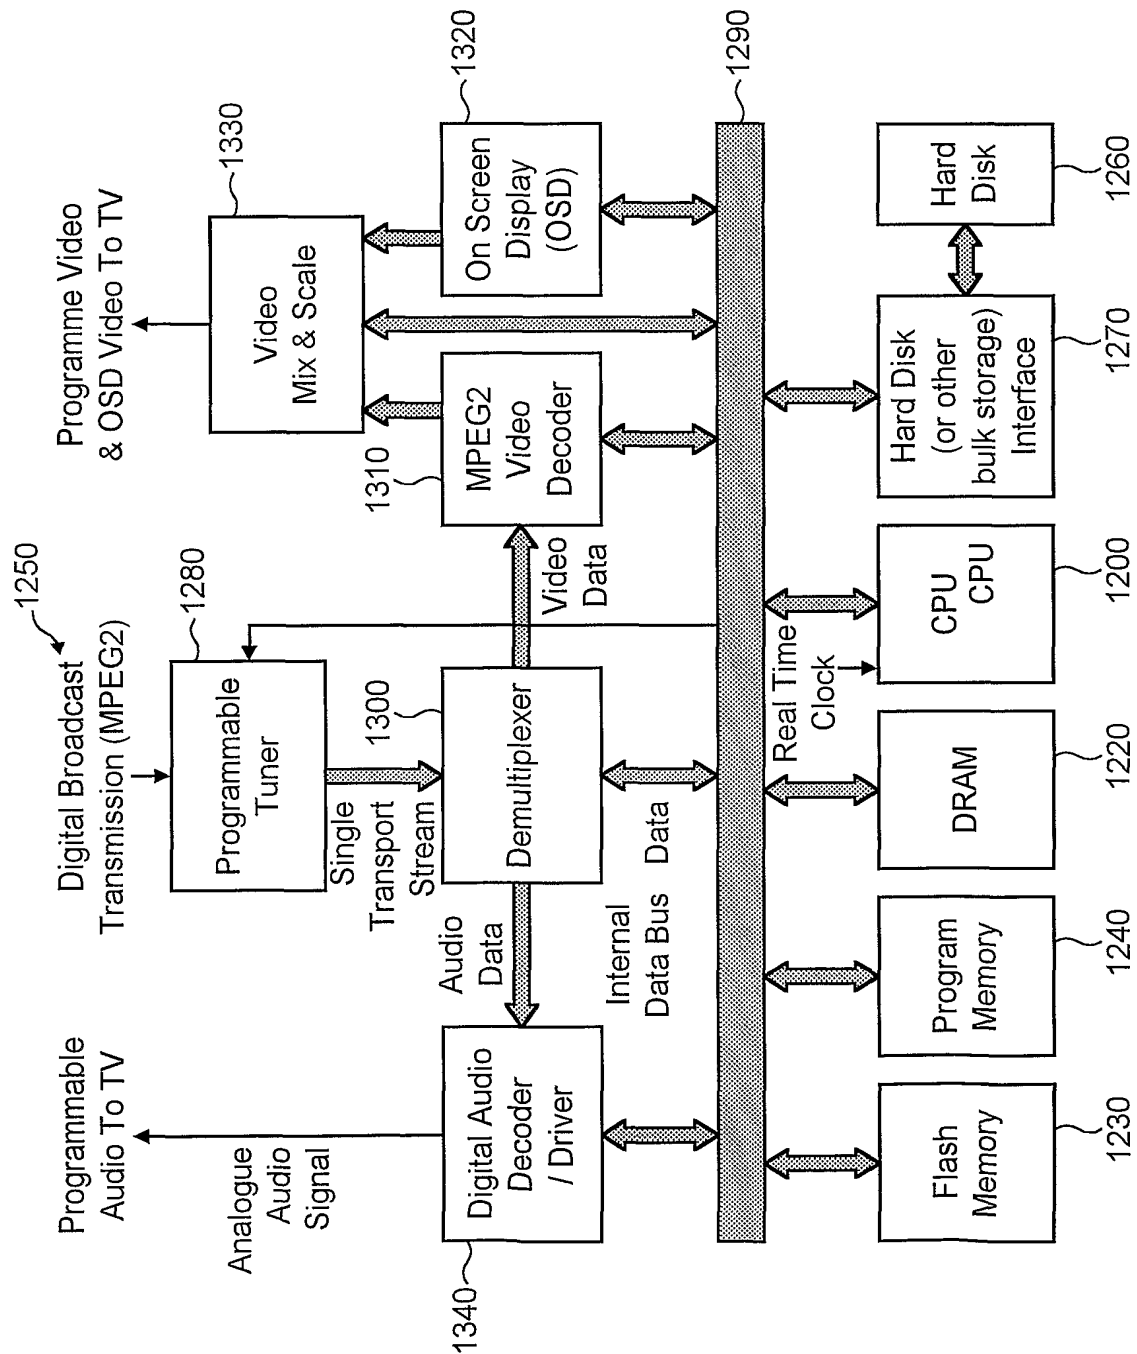 Programmable
Audio To TV
Digital Broadcast
Transmission (MPEG2)
1250
Programme Video
& OSD Video To TV
Analogue
Audio
Signal
Programmable
Tuner
1280
Video
Mix & Scale
1330
Single
Transport
Stream
1300
1310
1320
Digital Audio
Decoder
/ Driver
1340
Audio
Data
Demultiplexer
Video
Data
MPEG2
Video
Decoder
On Screen
Display
(OSD)
Internal
Data Bus
Data
1290
Real Time
Clock
Flash
Memory
1230
Program
Memory
1240
DRAM
1220
CPU
CPU
1200
Hard Disk
(or other
bulk storage)
Interface
1270
Hard
Disk
1260